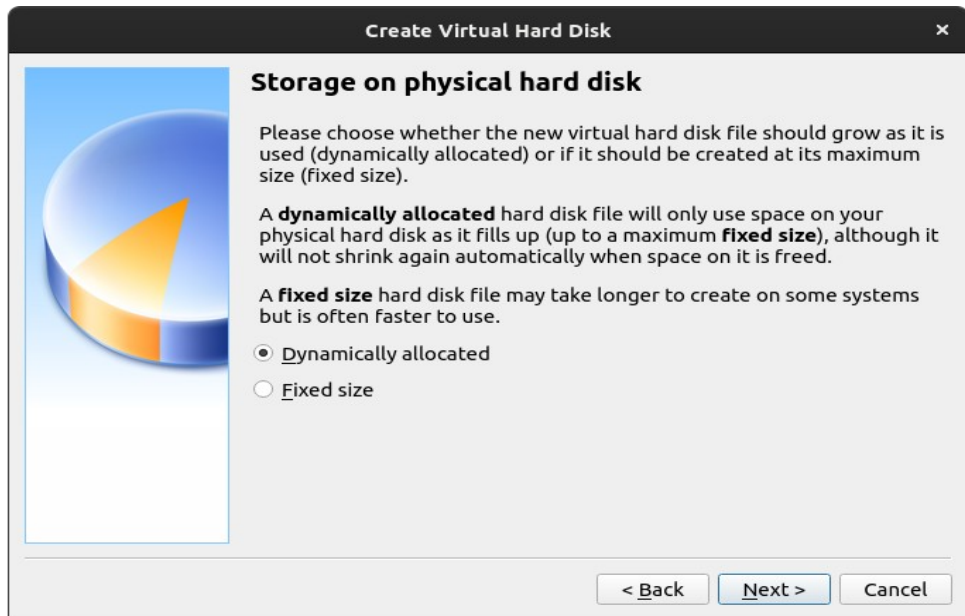 Create Virtual Hard Disk
×
Storage on physical hard disk
Please choose whether the new virtual hard disk file should grow as it is
used (dynamically allocated) or if it should be created at its maximum
size (fixed size).
A dynamically allocated hard disk file will only use space on your
physical hard disk as it fills up (up to a maximum fixed size), although it
will not shrink again automatically when space on it is freed.
A fixed size hard disk file may take longer to create on some systems
but is often faster to use.
Dynamically allocated
Fixed size
< Back Next > Cancel